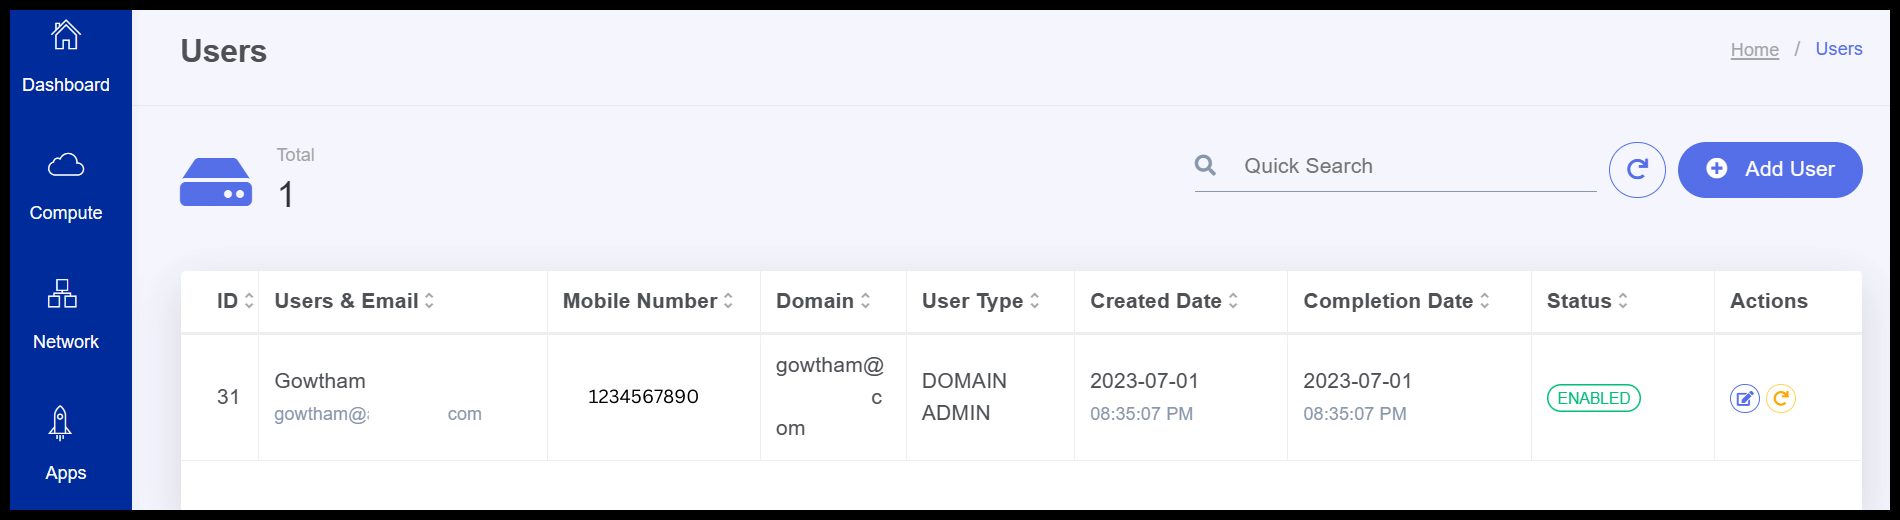 Dashboard
Compute
Network
Apps
Users
Home / Users
Total
1
Quick Search
Add User
ID Users & Email Mobile Number Domain User Type Created Date Completion Date Status Actions
31
Gowtham
gowtham@ com
1234567890
gowtham@
c
om
DOMAIN
ADMIN
2023-07-01
08:35:07 PM
2023-07-01
08:35:07 PM
ENABLED